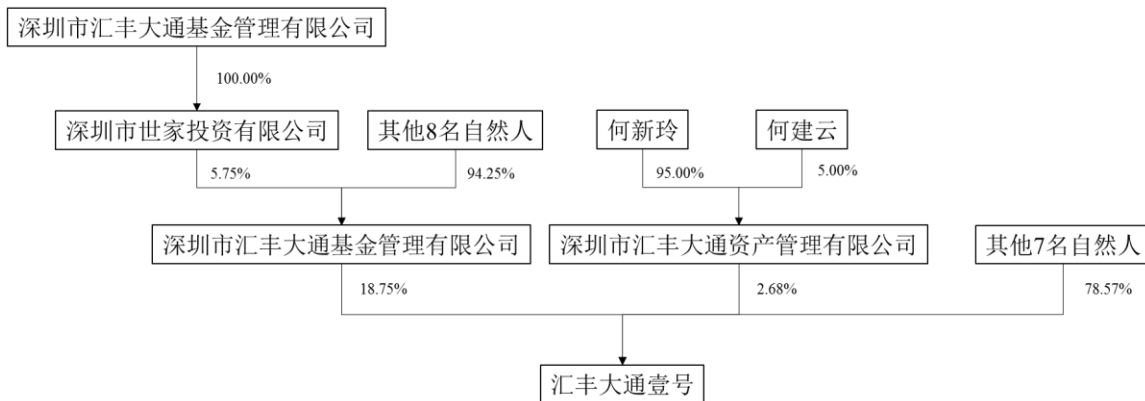 深圳市汇丰大通基金管理有限公司
100.00%
深圳市世家投资有限公司
其他8名自然人
何新玲
何建云
5.75%
94.25%
95.00%
5.00%
深圳市汇丰大通基金管理有限公司
深圳市汇丰大通资产管理有限公司
其他7名自然人
18.75%
2.68%
78.57%
汇丰大通壹号